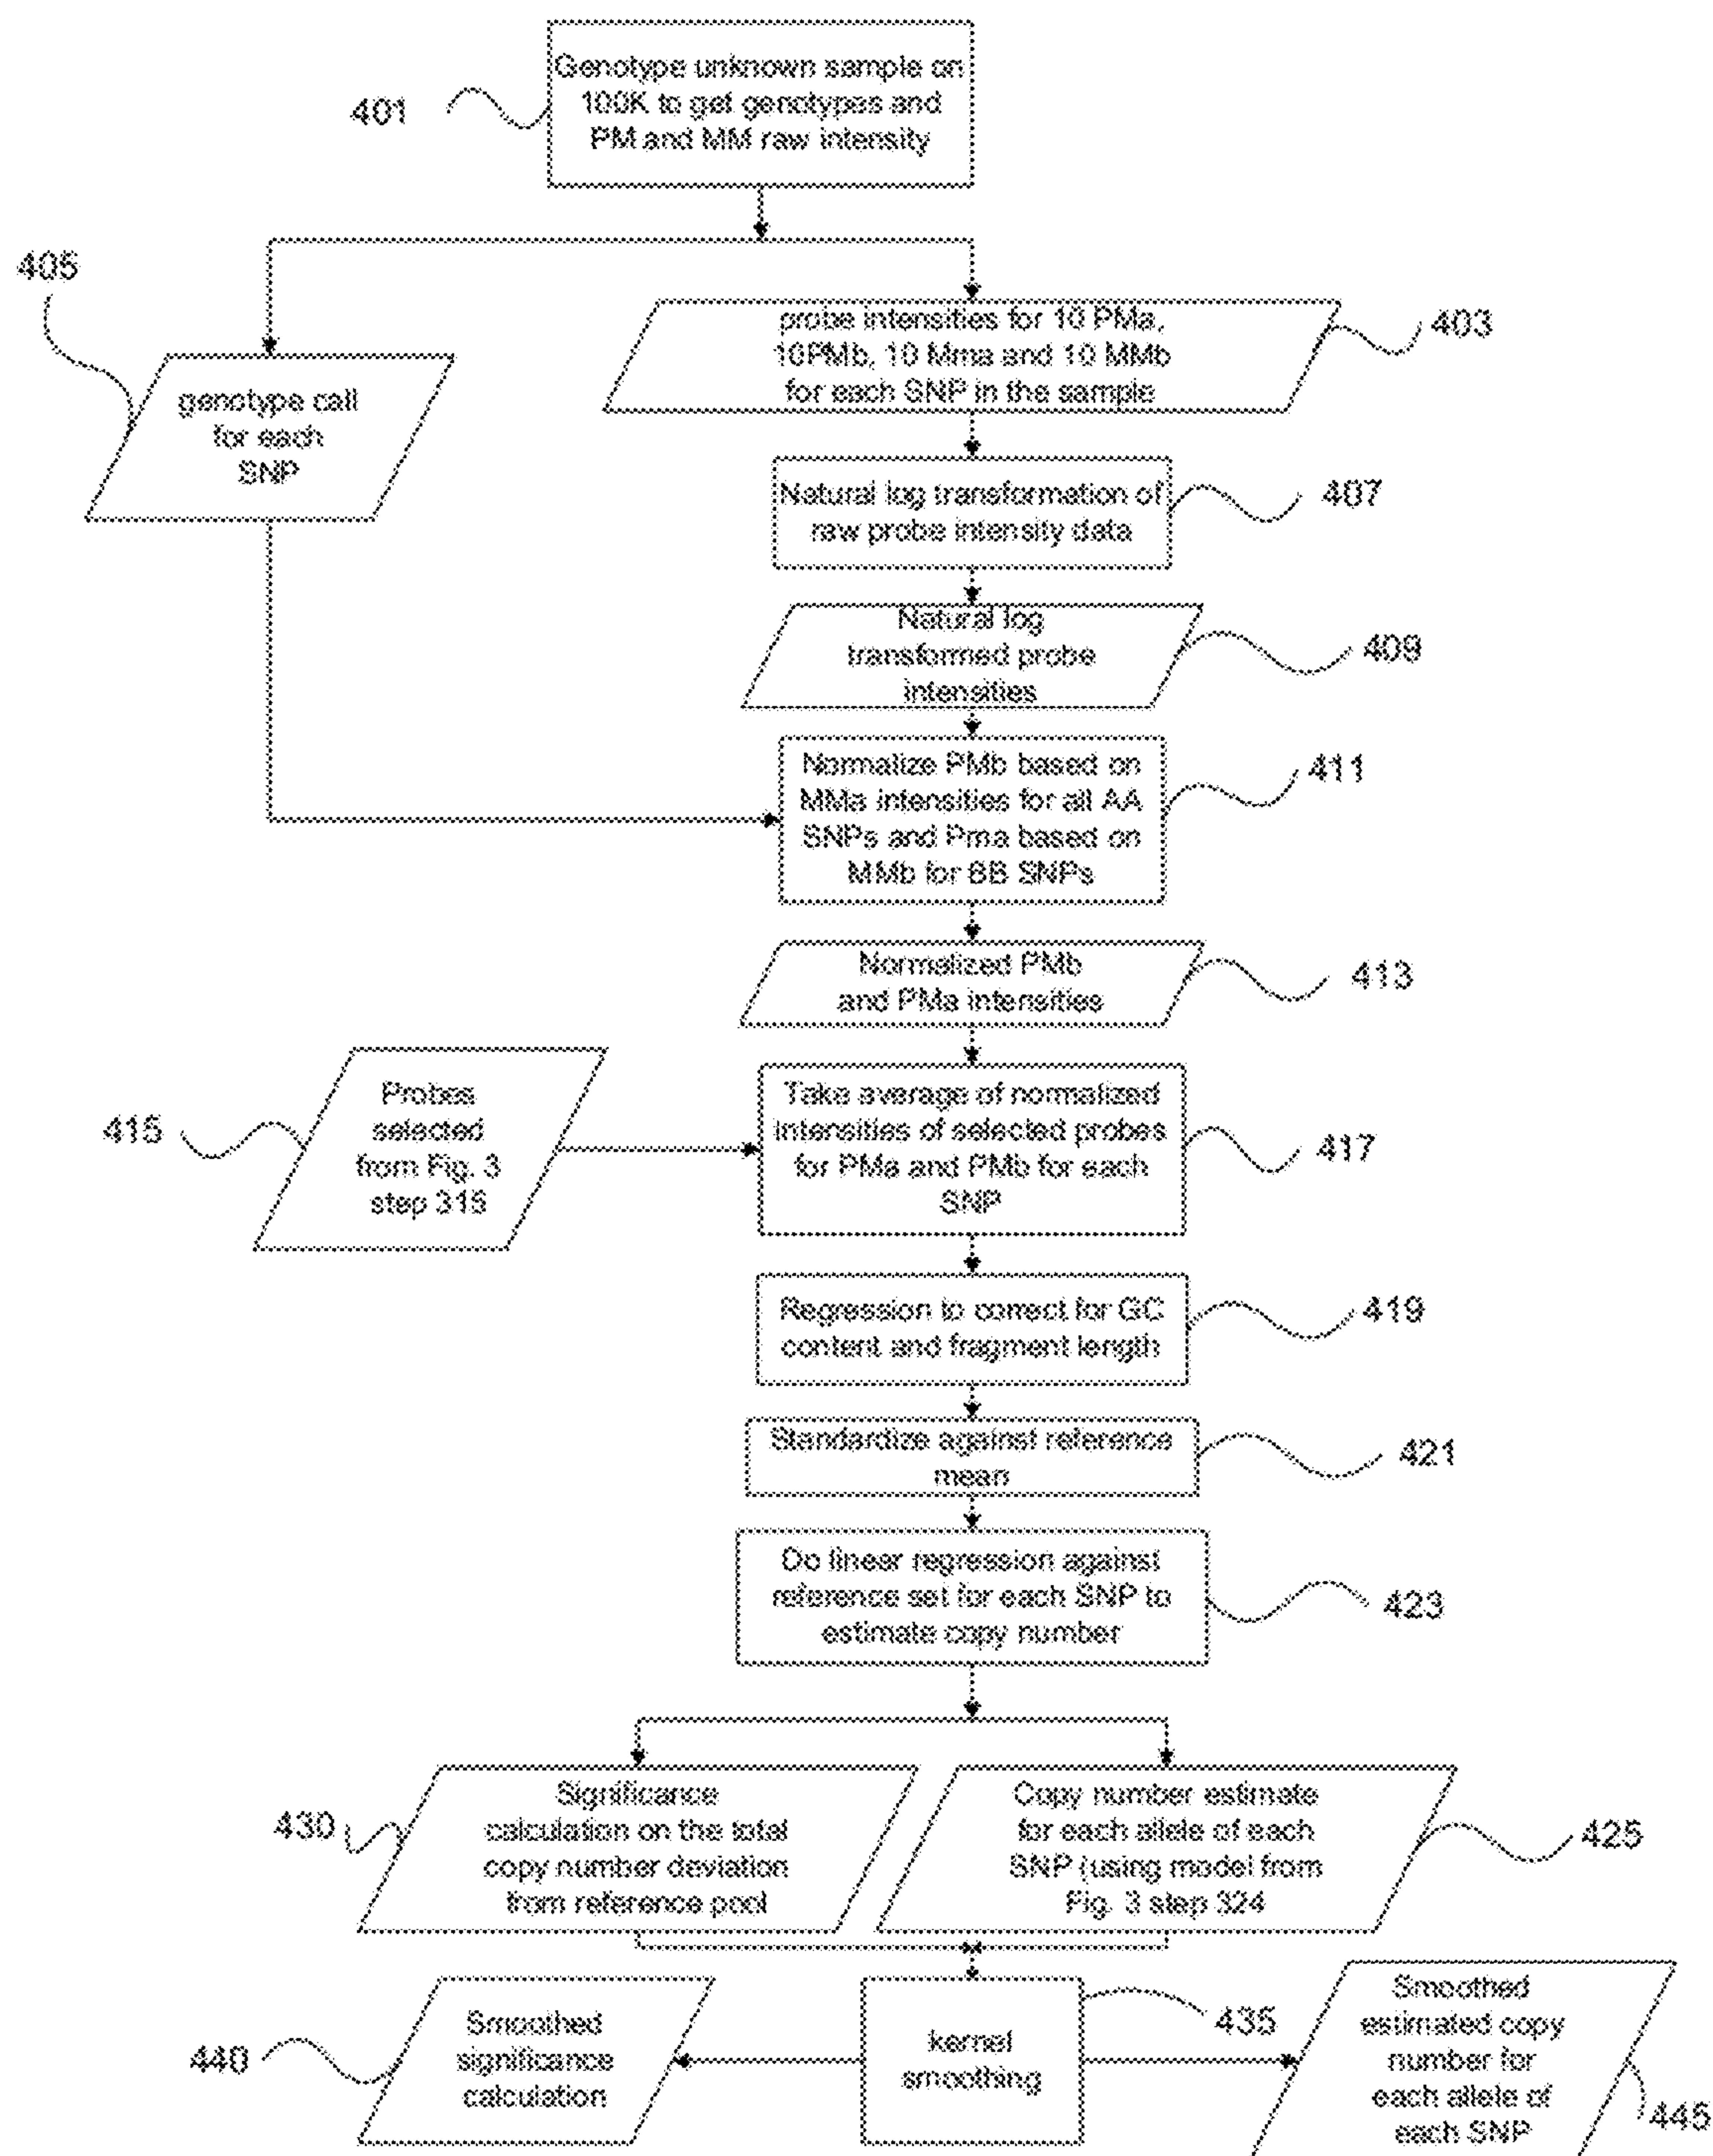 Genotype unknown sample on
100K to get genotypes and
PM and MM raw intensity
401
405
probe intensities for 10 PMa,
10PMb, 10 Mma and 10 MMb
for each SNP in the sample
403
genotype call
for each
SNP
Natural log transformation of
raw probe intensity data
407
Natural log
transformed probe
intensities
409
Normalize PMb based on
MMa intensities for all AA
SNPs and Pma based on
MMb for BB SNPs
411
Normalized PMb
and PMa intensities
413
Probes
selected
from Fig. 3
step 315
415
Take average of normalized
intensities of selected probes
for PMa and PMb for each
SNP
417
Regression to correct for GC
content and fragment length
419
Standardize against reference
mean
421
Do linear regression against
reference set for each SNP to
estimate copy number
423
Significance
calculation on the total
copy number deviation
from reference pool
430
Copy number estimate
for each allele of each
SNP (using model from
Fig. 3 step 324
425
Smoothed
significance
calculation
440
kernel
smoothing
435
Smoothed
estimated copy
number for
each allele of
each SNP
445